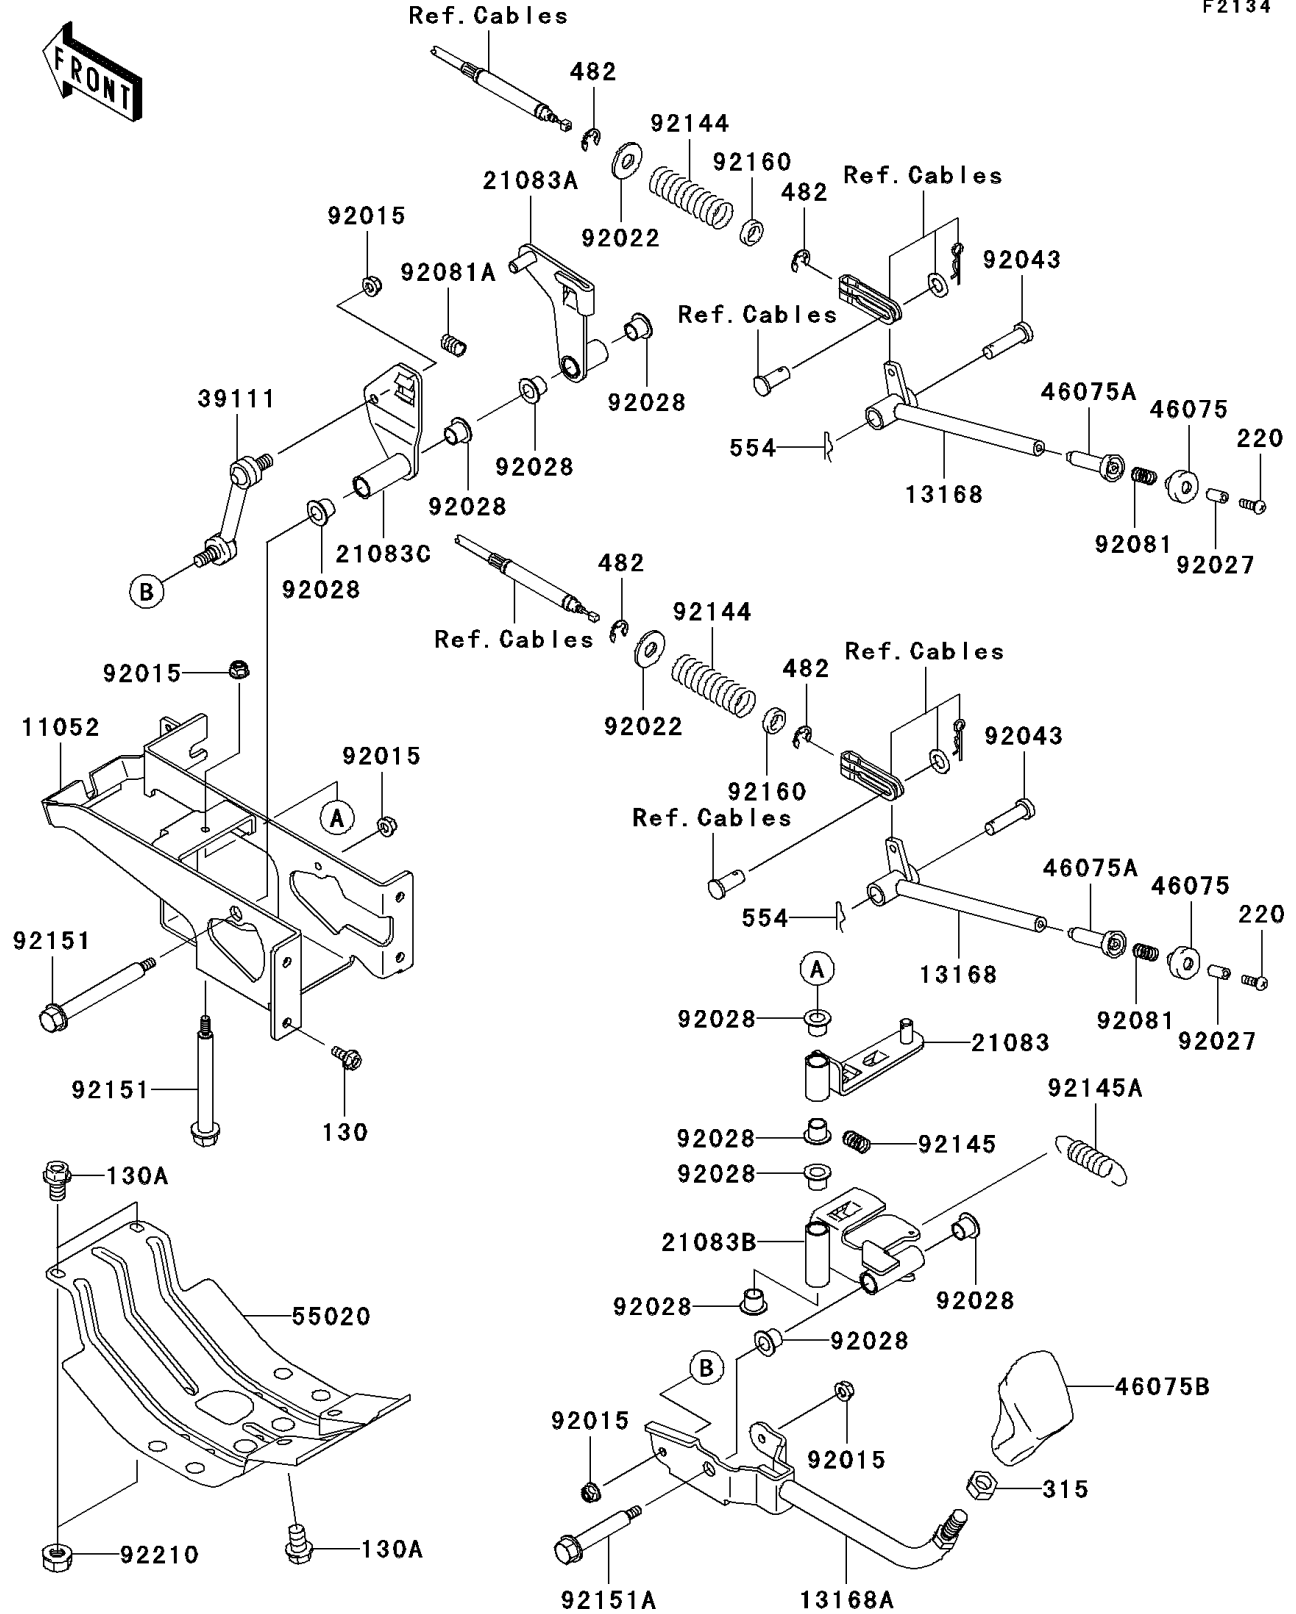 F2134
Ref.Cables
FRONT
482
92144
92160
Ref.Cables
21083A
482
92015
92022
92043
92081A
Ref.Cables
39111
92028
46075A
46075
220
554
92028
13168
92028
92081
92027
21083C
482
92028
B
92144
Ref.Cables
Ref.Cables
482
92015
92022
11052
92015
92043
92160
A
Ref.Cables
46075A
46075
554
220
92151
13168
A
92028
92081
92027
21083
92151
92145A
130
92028
92145
130A
92028
21083B
55020
92028
92028
92028
B
46075B
92015
92015
315
92210
130A
92151A
13168A